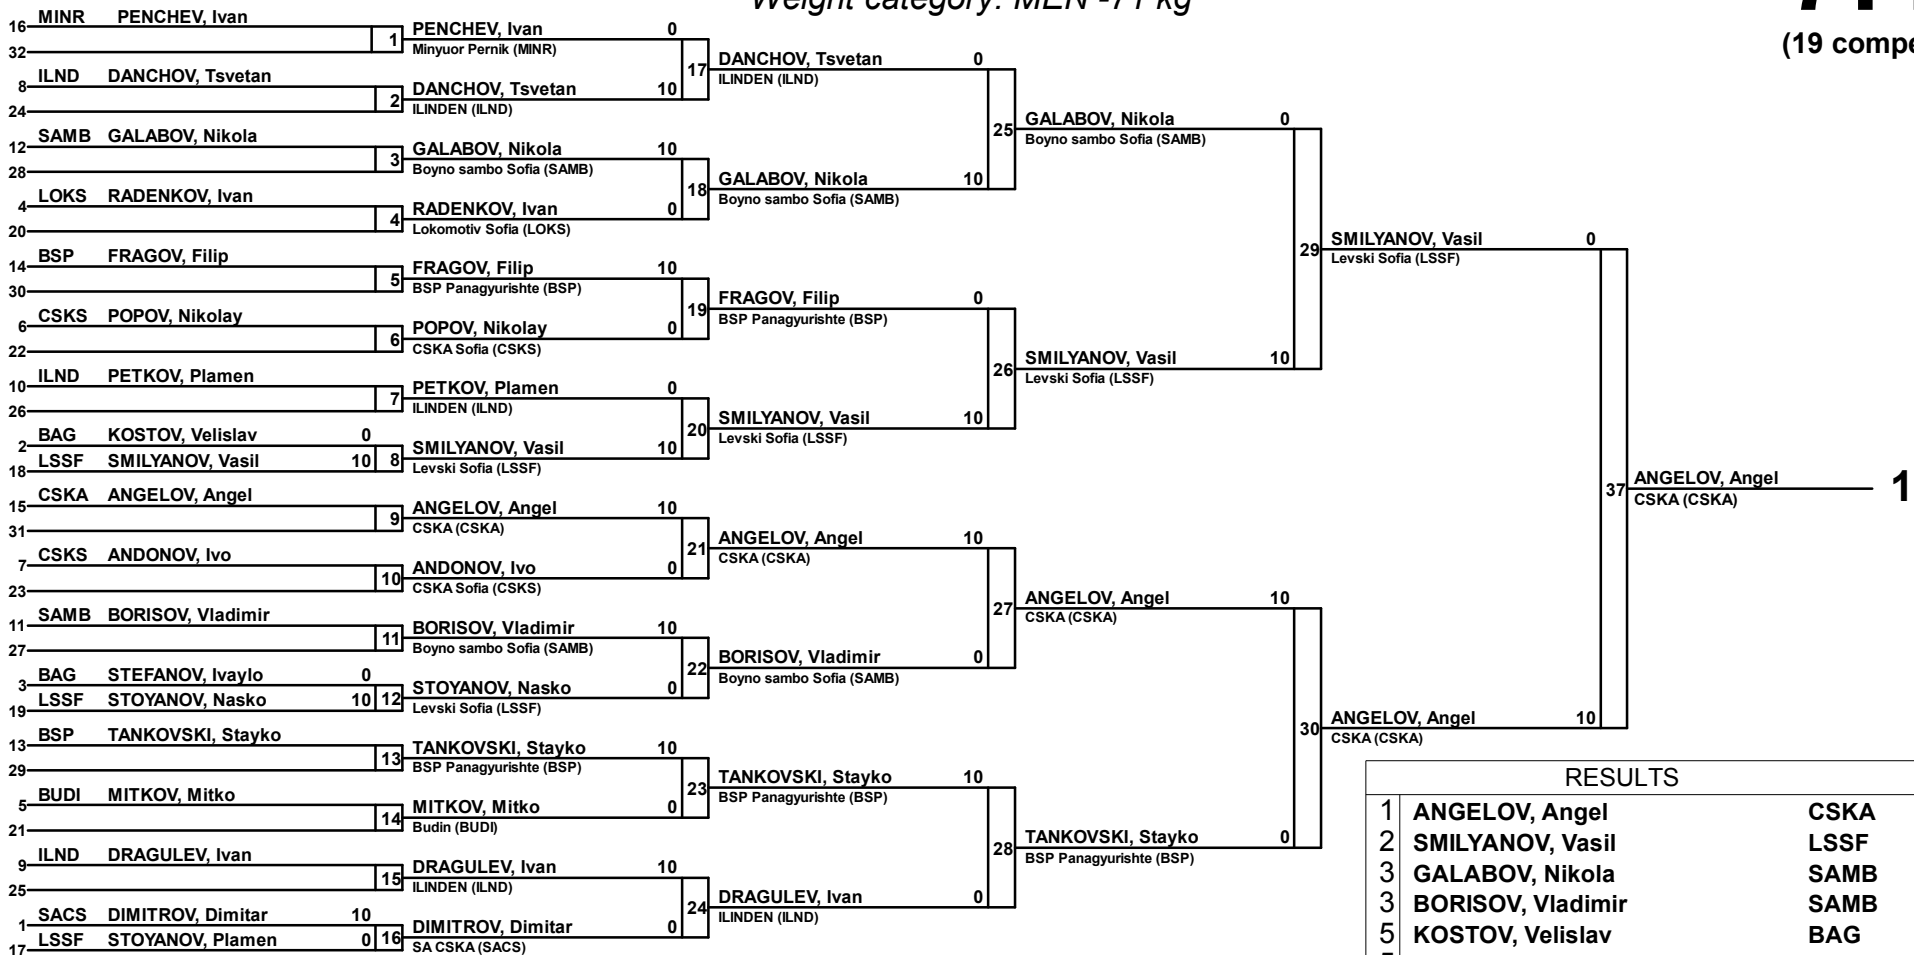 Weight category: MEN -71 kg
(19 compe
16 MINR PENCHEV, Ivan
32
1 PENCHEV, Ivan 0
Minyuor Pernik (MINR)
8 ILND DANCHOV, Tsvetan
24
2 DANCHOV, Tsvetan 10
ILINDEN (ILND)
12 SAMB GALABOV, Nikola
28
3 GALABOV, Nikola 10
Boyno sambo Sofia (SAMB)
4 LOKS RADENKOV, Ivan
20
4 RADENKOV, Ivan 0
Lokomotiv Sofia (LOKS)
14 BSP FRAGOV, Filip
30
5 FRAGOV, Filip 10
BSP Panagyurishte (BSP)
6 CSKS POPOV, Nikolay
22
6 POPOV, Nikolay 0
CSKA Sofia (CSKS)
10 ILND PETKOV, Plamen
26
7 PETKOV, Plamen 0
ILINDEN (ILND)
2 BAG KOSTOV, Velislav 0
18 LSSF SMILYANOV, Vasil 10
8 SMILYANOV, Vasil 10
Levski Sofia (LSSF)
15 CSKA ANGELOV, Angel
31
9 ANGELOV, Angel 10
CSKA (CSKA)
7 CSKS ANDONOV, Ivo
23
10 ANDONOV, Ivo 0
CSKA Sofia (CSKS)
11 SAMB BORISOV, Vladimir
27
11 BORISOV, Vladimir 10
Boyno sambo Sofia (SAMB)
3 BAG STEFANOV, Ivaylo 0
19 LSSF STOYANOV, Nasko 10
12 STOYANOV, Nasko 0
Levski Sofia (LSSF)
13 BSP TANKOVSKI, Stayko
29
13 TANKOVSKI, Stayko 10
BSP Panagyurishte (BSP)
5 BUDI MITKOV, Mitko
21
14 MITKOV, Mitko 0
Budin (BUDI)
9 ILND DRAGULEV, Ivan
25
15 DRAGULEV, Ivan 10
ILINDEN (ILND)
1 SACS DIMITROV, Dimitar 10
17 LSSF STOYANOV, Plamen 0
16 DIMITROV, Dimitar 0
SA CSKA (SACS)
17 DANCHOV, Tsvetan 0
ILINDEN (ILND)
18 GALABOV, Nikola 10
Boyno sambo Sofia (SAMB)
19 FRAGOV, Filip 0
BSP Panagyurishte (BSP)
20 SMILYANOV, Vasil 10
Levski Sofia (LSSF)
21 ANGELOV, Angel 10
CSKA (CSKA)
22 BORISOV, Vladimir 0
Boyno sambo Sofia (SAMB)
23 TANKOVSKI, Stayko 10
BSP Panagyurishte (BSP)
24 DRAGULEV, Ivan 0
ILINDEN (ILND)
25 GALABOV, Nikola 0
Boyno sambo Sofia (SAMB)
26 SMILYANOV, Vasil 10
Levski Sofia (LSSF)
27 ANGELOV, Angel 10
CSKA (CSKA)
28 TANKOVSKI, Stayko 0
BSP Panagyurishte (BSP)
29 SMILYANOV, Vasil 0
Levski Sofia (LSSF)
30 ANGELOV, Angel 10
CSKA (CSKA)
37 ANGELOV, Angel 1
CSKA (CSKA)
RESULTS
1 ANGELOV, Angel CSKA
2 SMILYANOV, Vasil LSSF
3 GALABOV, Nikola SAMB
3 BORISOV, Vladimir SAMB
5 KOSTOV, Velislav BAG